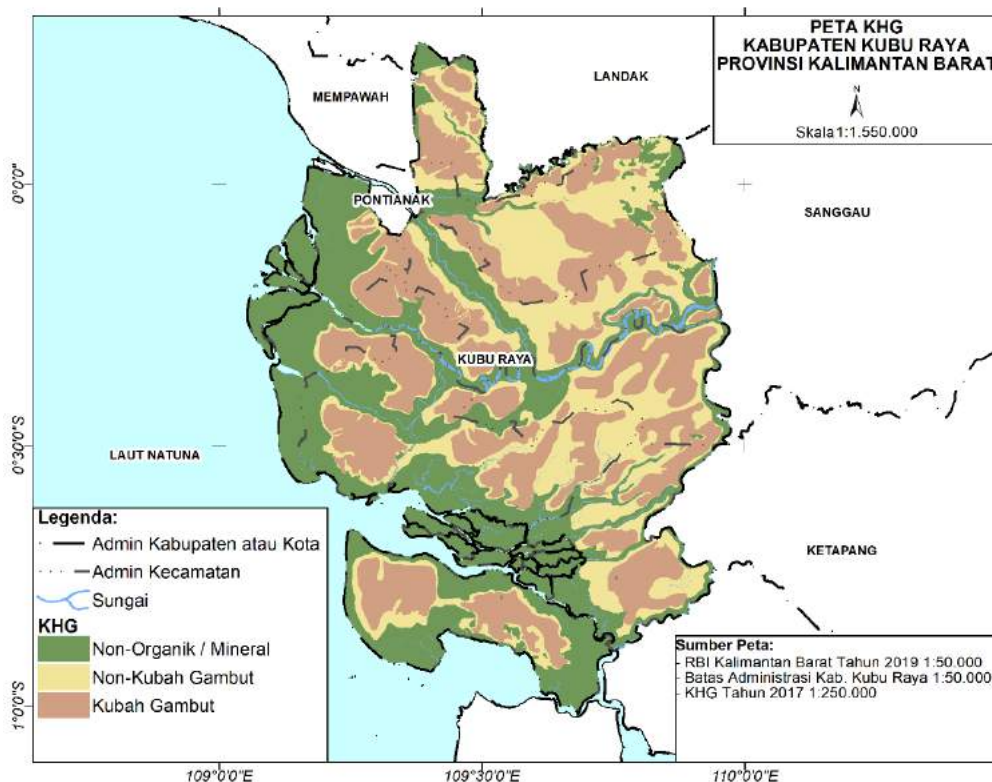 PETA KHG
KABUPATEN KUBU RAYA
PROVINSI KALIMANTAN BARAT
N
Skala1:1.550.000
LANDAK
MEMPAWAH
0°0'0"
PONTIANAK
SANGGAU
KUBU RAYA
0°30'0"S
LAUT NATUNA
KETAPANG
Legenda:
Admin Kabupaten atau Kota
Admin Kecamatan
Sungai
KHG
Non-Organik / Mineral
Non-Kubah Gambut
Kubah Gambut
Sumber Peta:
- RBI Kalimantan Barat Tahun 2019 1:50.000
- Batas Administrasi Kab. Kubu Raya 1:50.000
- KHG Tahun 2017 1:250.000
1°0'0"S
109°0'0"E
109°30'0"E
110°0'0"E